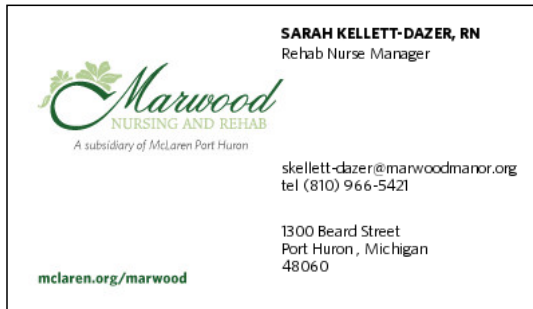 SARAH KELLETT-DAZER, RN
Rehab Nurse Manager
Marwood
NURSING AND REHAB
A subsidiary of McLaren Port Huron
skellett-dazer@marwoodmanor.org
tel (810) 966-5421
1300 Beard Street
Port Huron , Michigan
48060
mclaren.org/marwood